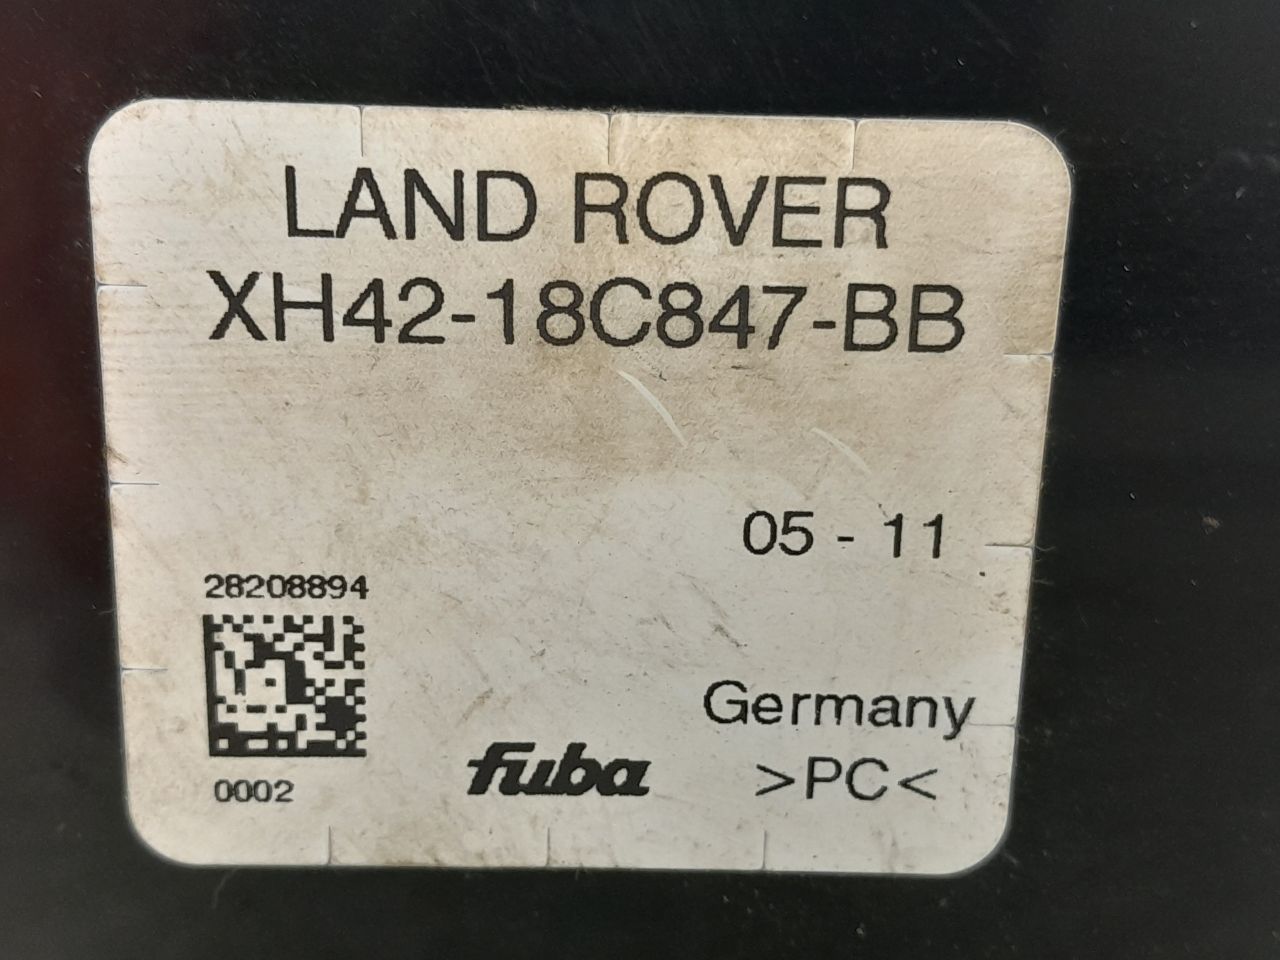 LAND ROVER
XH42-18C847-BB
05 - 11
28208894
0002
fuba
Germany
>PC<